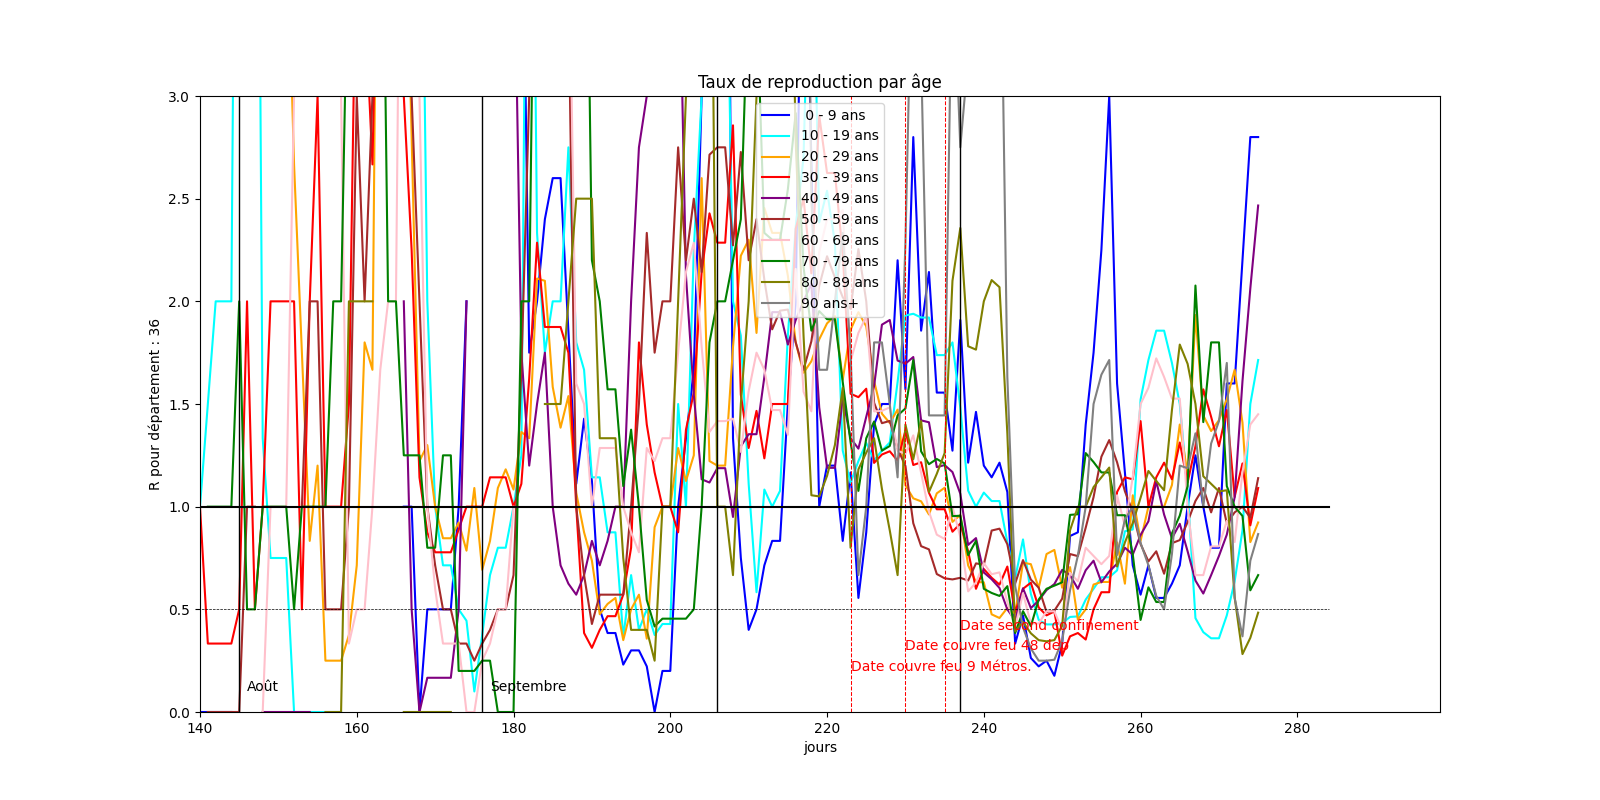 Taux de reproduction par âge
R pour département : 36
3.0
2.5
2.0
1.5
1.0
0.5
0.0
0 - 9 ans
10 - 19 ans
20 - 29 ans
30 - 39 ans
40 - 49 ans
50 - 59 ans
60 - 69 ans
70 - 79 ans
80 - 89 ans
90 ans+
Date second confinement
Date couvre feu 48 dep
Date couvre feu 9 Métros.
Août
Septembre
140 160 180 200 220 240 260 280
jours